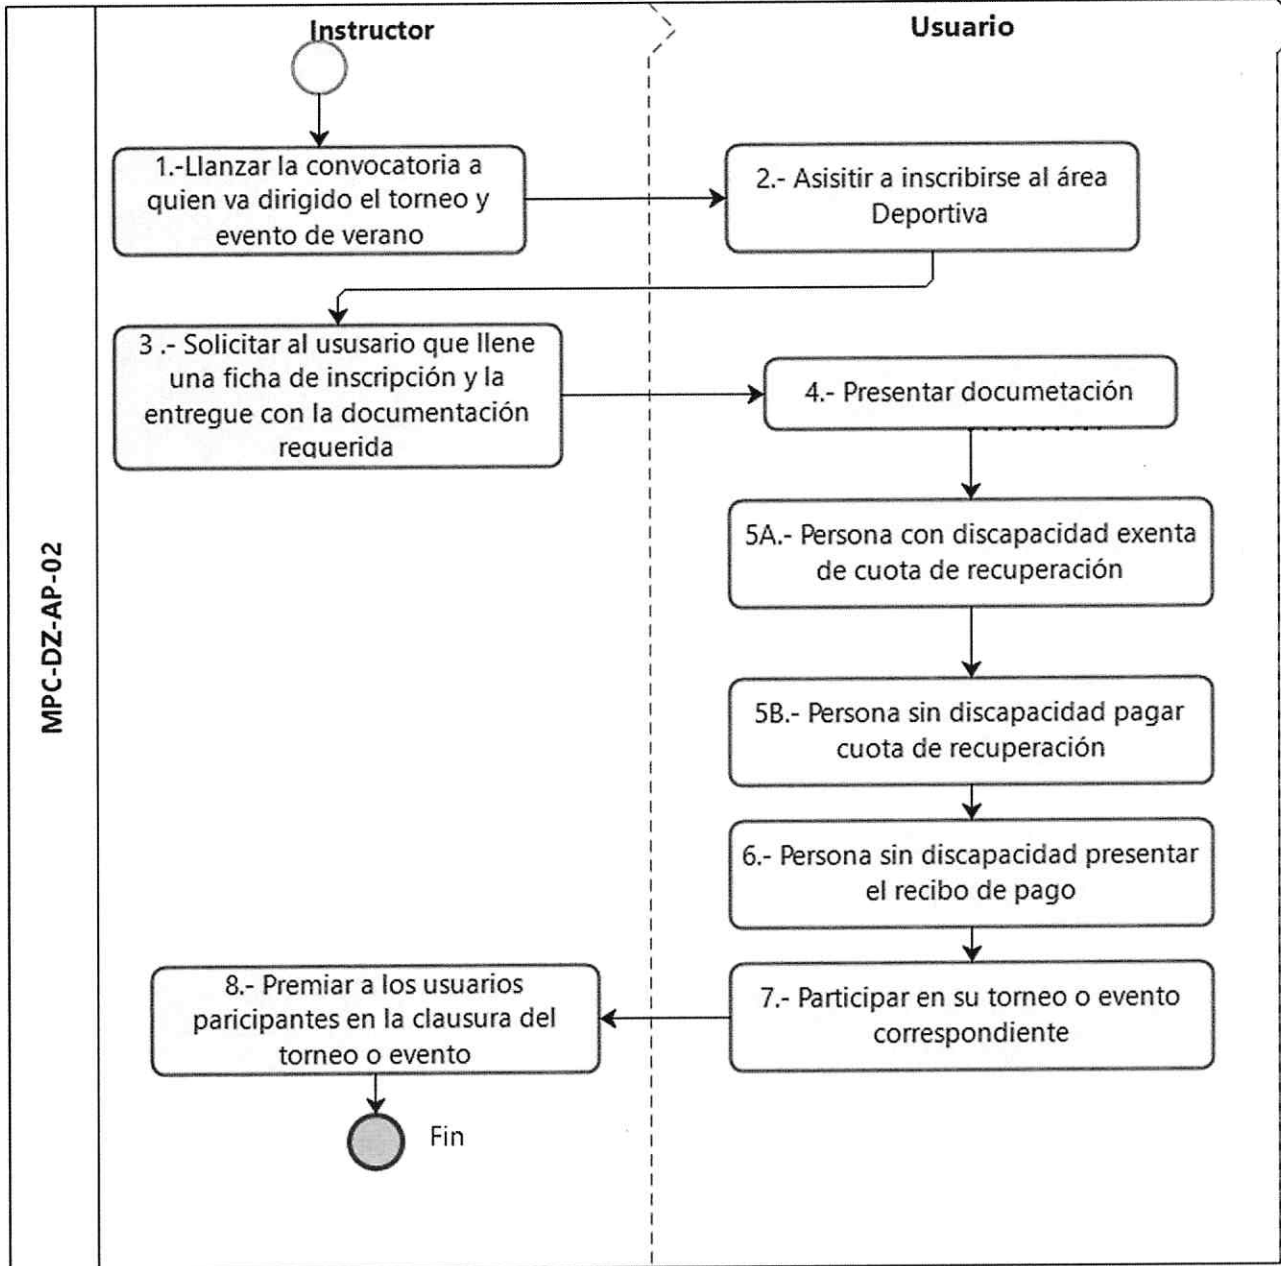 Instructor
Usuario
MPC-DZ-AP-02
1.-Llanzar la convocatoria a
quien va dirigido el torneo y
evento de verano
2.- Asisitir a inscribirse al área
Deportiva
3 .- Solicitar al ususario que llene
una ficha de inscripción y la
entregue con la documentación
requerida
4.- Presentar documetación
5A.- Persona con discapacidad exenta
de cuota de recuperación
5B.- Persona sin discapacidad pagar
cuota de recuperación
6.- Persona sin discapacidad presentar
el recibo de pago
7.- Participar en su torneo o evento
correspondiente
8.- Premiar a los usuarios
paricipantes en la clausura del
torneo o evento
Fin